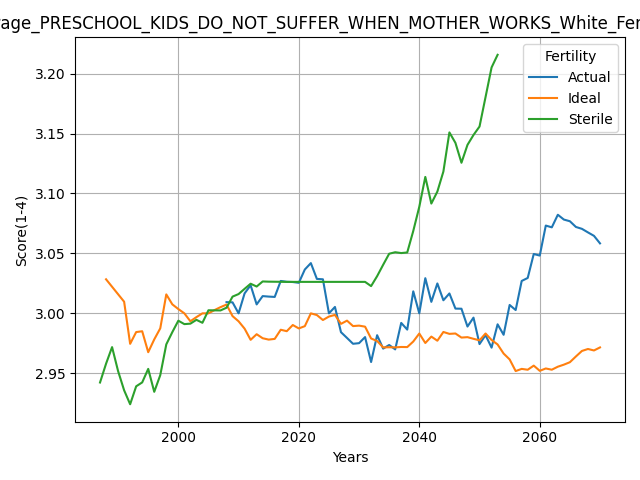 PRESCHOOL_KIDS_DO_NOT_SUFFER_WHEN_MOTHER_WORKS_White_
Fertility
Actual
Ideal
Sterile
3.20
3.15
3.10
3.05
3.00
2.95
Score(1-4)
2000 2020 2040 2060
Years